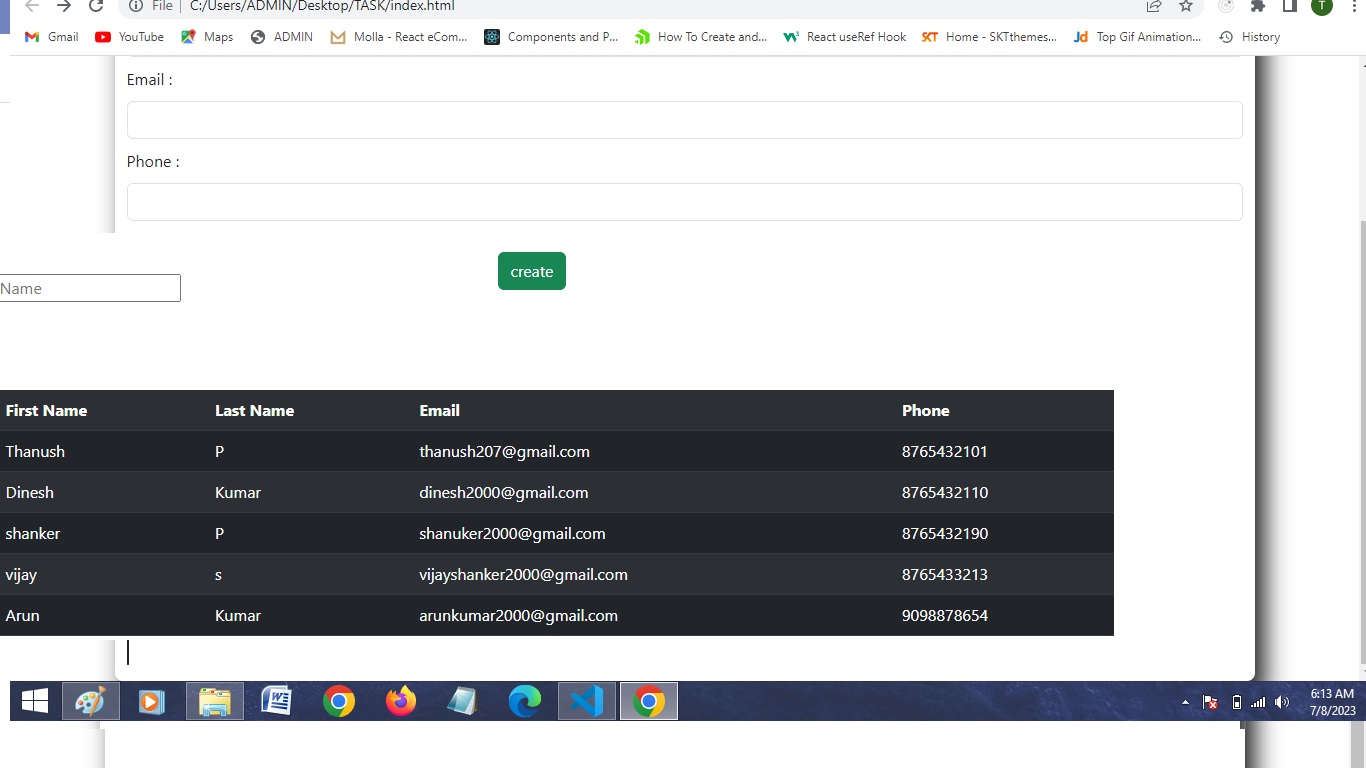 File | C:/Users/ADMIN/Desktop/TASK/index.html
T
Gmail YouTube Maps ADMIN Molla - React eCom... Components and P... How To Create and... React useRef Hook SKT Home - SKTthemes... Jd Top Gif Animation... History
Email :
Phone :
create
Name
First Name Last Name Email Phone
Thanush P thanush207@gmail.com 8765432101
Dinesh Kumar dinesh2000@gmail.com 8765432110
shanker P shanuker2000@gmail.com 8765432190
vijay s vijayshanker2000@gmail.com 8765433213
Arun Kumar arunkumar2000@gmail.com 9098878654
6:13 AM
7/8/2023